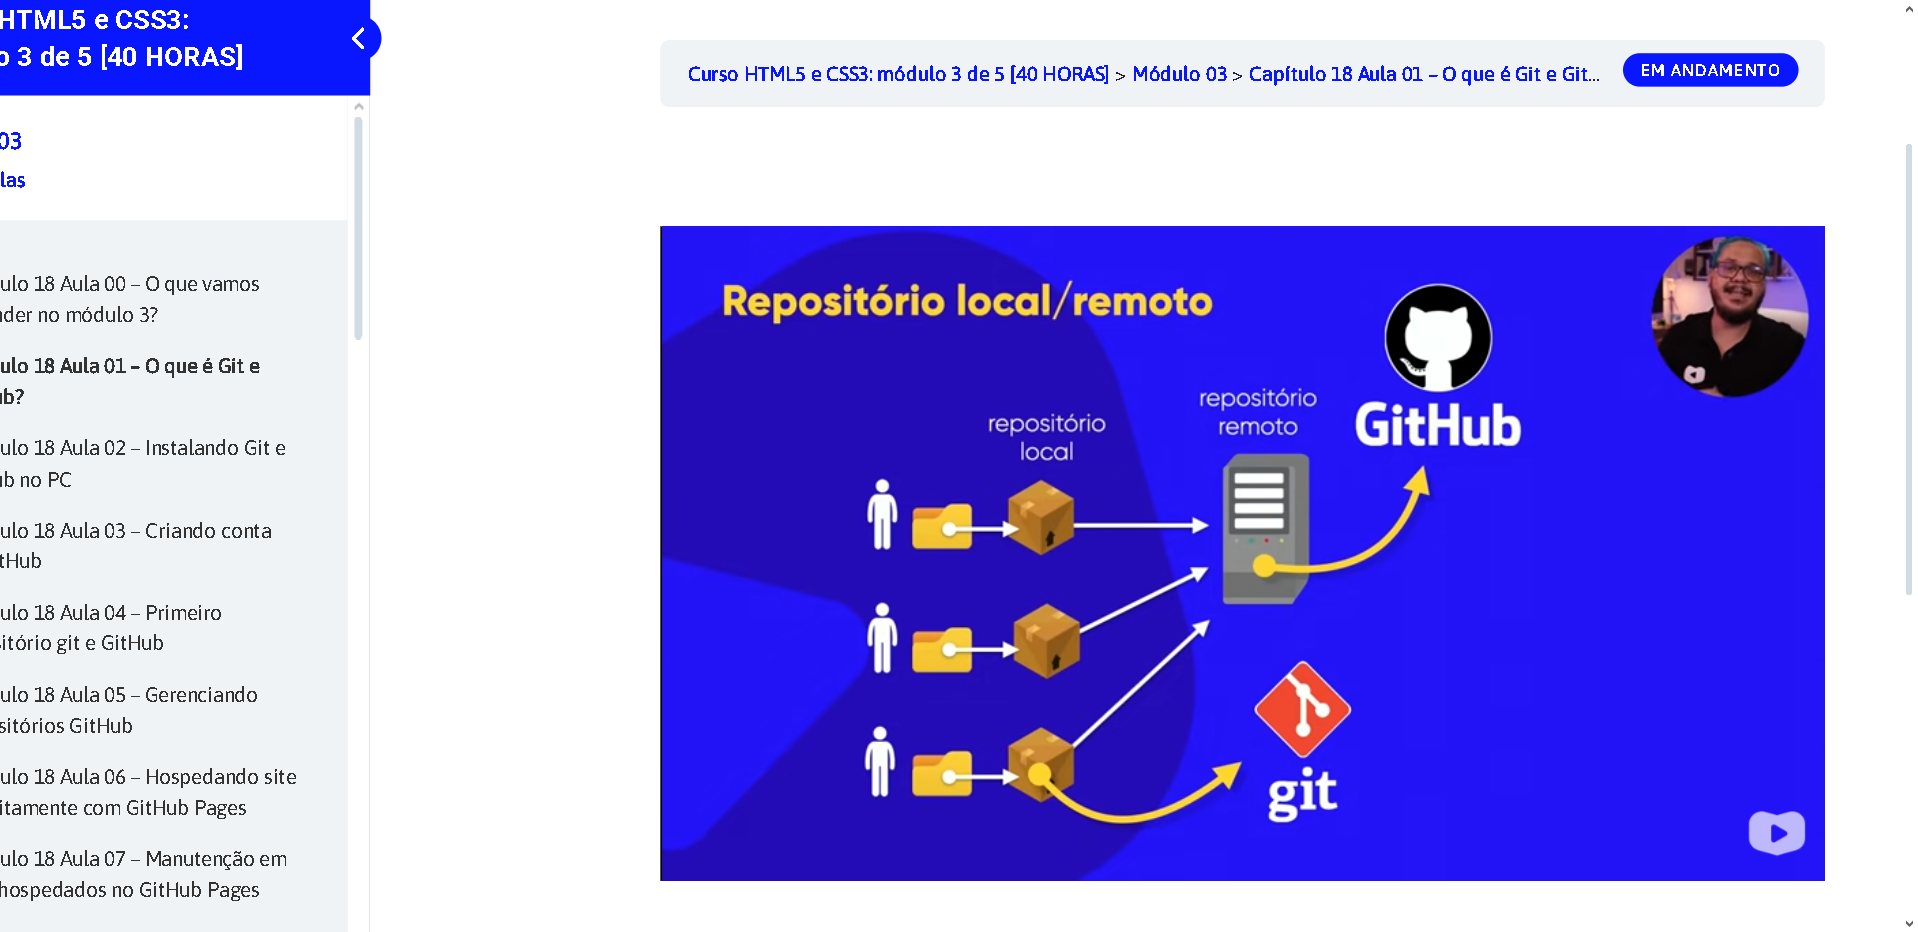 HTML5 e CSS3:
o 3 de 5 [40 HORAS]
03
las
ulo 18 Aula 00 – O que vamos
nder no módulo 3?
ulo 18 Aula 01 – O que é Git e
ub?
ulo 18 Aula 02 – Instalando Git e
ub no PC
ulo 18 Aula 03 – Criando conta
tHub
ulo 18 Aula 04 – Primeiro
sitório git e GitHub
ulo 18 Aula 05 – Gerenciando
sitórios GitHub
ulo 18 Aula 06 – Hospedando site
itamente com GitHub Pages
ulo 18 Aula 07 – Manutenção em
hospedados no GitHub Pages
Curso HTML5 e CSS3: módulo 3 de 5 [40 HORAS] > Módulo 03 > Capítulo 18 Aula 01 – O que é Git e Git...
EM ANDAMENTO
Repositório local/remoto
repositório
local
repositório
remoto
GitHub
git